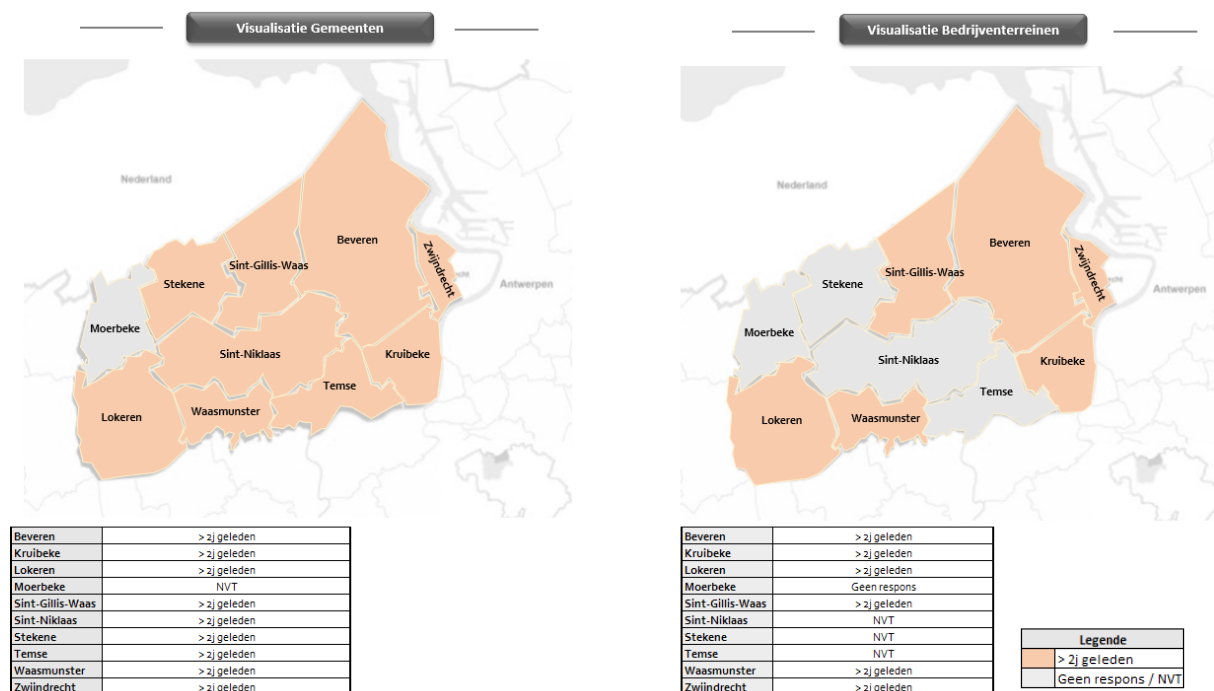 Visualisatie Gemeenten
Nederland
Beveren
Zwijndrecht
Sint-Gillis-Waas
Stekene
Antwerpen
Moerbeke
Sint-Niklaas
Kruibeke
Temse
Waasmunster
Lokeren
Beveren > 2j geleden
Kruibeke > 2j geleden
Lokeren > 2j geleden
Moerbeke NVT
Sint-Gillis-Waas > 2j geleden
Sint-Niklaas > 2j geleden
Stekene > 2j geleden
Temse > 2j geleden
Waasmunster > 2j geleden
Zwijndrecht > 2j geleden
Visualisatie Bedrijventerreinen
Nederland
Beveren
Zwijndrecht
Sint-Gillis-Waas
Stekene
Antwerpen
Moerbeke
Sint-Niklaas
Kruibeke
Temse
Waasmunster
Lokeren
Beveren > 2j geleden
Kruibeke > 2j geleden
Lokeren > 2j geleden
Moerbeke Geen respons
Sint-Gillis-Waas > 2j geleden
Sint-Niklaas NVT
Stekene NVT
Temse NVT
Waasmunster > 2j geleden
Zwijndrecht > 2j geleden
Legende
> 2j geleden
Geen respons / NVT